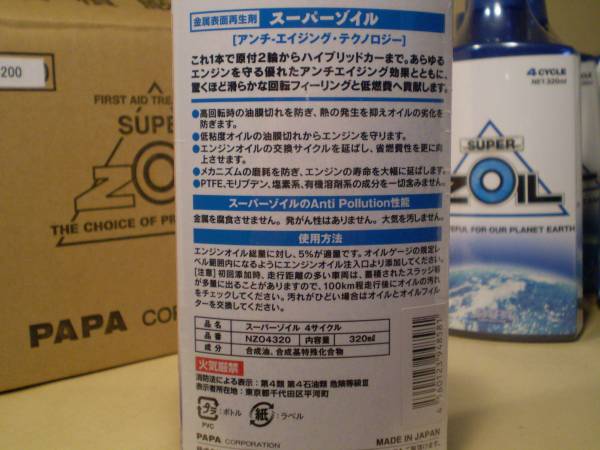 金属表面再生剤 スーパーゾイル
[アンチ-エイジング・テクノロジー]
これ1本で原付2輪からハイブリッドカーまで。あらゆる
エンジンを守る優れたアンチエイジング効果とともに、
驚くほど滑らかな回転フィーリングと低燃費へ貢献します。
●高回転時の油膜切れを防ぎ、熱の発生を抑えオイルの劣化を
防ぎます。
●低粘度オイルの油膜切れからエンジンを守ります。
●エンジンオイルの交換サイクルを延ばし、省燃費性を更に向
上させます。
●メカニズムの磨耗を防ぎ、エンジンの寿命を大幅に延ばします。
●PTFE,モリブデン,塩素系,有機溶剤系の成分を一切含みません。
スーパーゾイルのAnti Pollution性能
金属を腐食させません。発がん性はありません。大気を汚しません。
使用方法
エンジンオイル総量に対し、5%が適量です。オイルゲージの規定レ
ベル範囲内になるようにエンジンオイル注入口より添加してください。
[注意] 初回添加時、走行距離の多い車両は、蓄積されたスラッジ等
が多量に出ることがありますので、100km程走行後にオイルの汚れ
をチェックしてください。汚れがひどい場合はオイルとオイルフィル
ターを交換してください。
品名 スーパーゾイル 4サイクル
品番 NZO4320 内容量 320mℓ
成分 合成油、合成基特殊化合物
火気厳禁
消防法による表示：第4類 第4石油類 危険等級Ⅲ
表示者所在地：東京都千代田区平河町
プラ :ボトル 紙 :ラベル
PVC
PAPA CORPORATION MADE IN JAPAN
200
FIRST AID TRE
SUPE
ZO
THE CHOICE OF PR
PAPA CORPO
4 CYCLE
NET 320mℓ
SUPER
ZOIL
FUL FOR OUR PLANET EARTH